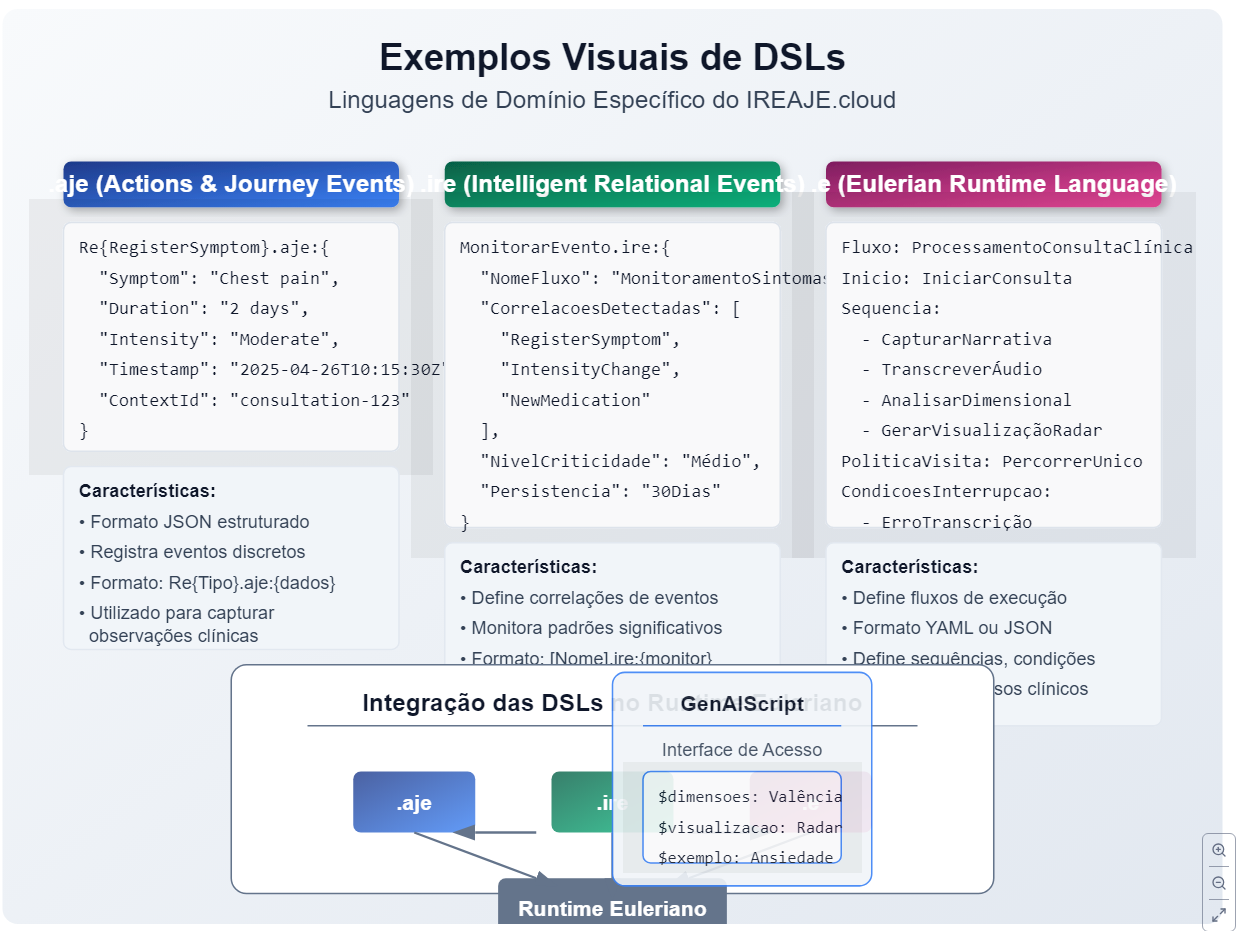 Exemplos Visuais de DSLs
Linguagens de Domínio Específico do IREAJE.cloud
.aje (Actions & Journey Events)
Re{RegisterSymptom}.aje:{
"Symptom": "Chest pain",
"Duration": "2 days",
"Intensity": "Moderate",
"Timestamp": "2025-04-26T10:15:30Z"
"ContextId": "consultation-123"
}
Características:
• Formato JSON estruturado
• Registra eventos discretos
• Formato: Re{Tipo}.aje:{dados}
• Utilizado para capturar
observações clínicas
.ire (Intelligent Relational Events)
MonitorarEvento.ire:{
"NomeFluxo": "MonitoramentoSintomas
"CorrelacoesDetectadas": [
"RegisterSymptom",
"IntensityChange",
"NewMedication"
],
"NivelCriticidade": "Médio",
"Persistencia": "30Dias"
}
Características:
• Define correlações de eventos
• Monitora padrões significativos
• Formato: [Nome].ire:{monitor}
.e (Eulerian Runtime Language)
Fluxo: ProcessamentoConsultaClínica
Inicio: IniciarConsulta
Sequencia:
- CapturarNarrativa
- TranscreverÁudio
- AnalisarDimensional
- GerarVisualizaçãoRadar
PoliticaVisita: PercorrerUnico
CondicoesInterrupcao:
- ErroTranscrição
Características:
• Define fluxos de execução
• Formato YAML ou JSON
• Define sequências, condições
sos clínicos
Integração das DSLs no Runtime Euleriano
GenAIScript
Interface de Acesso
$dimensoes: Valência
$visualizacao: Radar
$exemplo: Ansiedade
.aje
.ire
.e
Runtime Euleriano